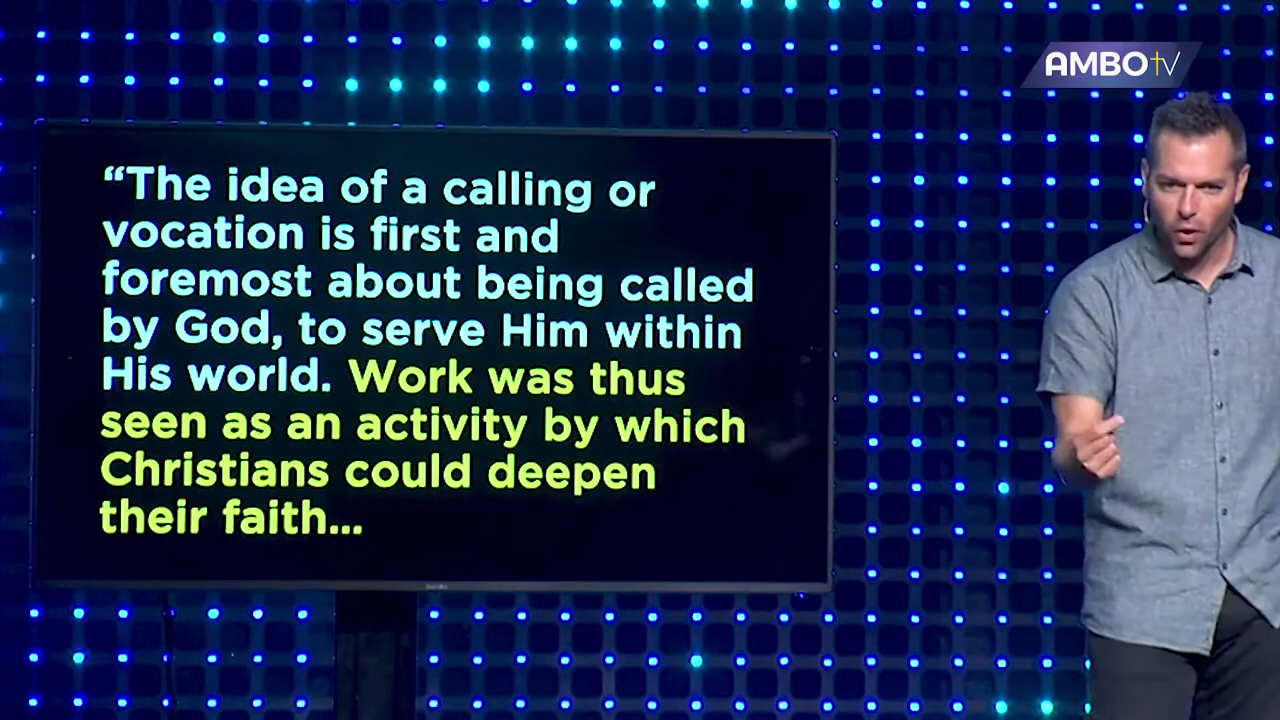 AMBOTV
“The idea of a calling or
vocation is first and
foremost about being called
by God, to serve Him within
His world. Work was thus
seen as an activity by which
Christians could deepen
their faith...